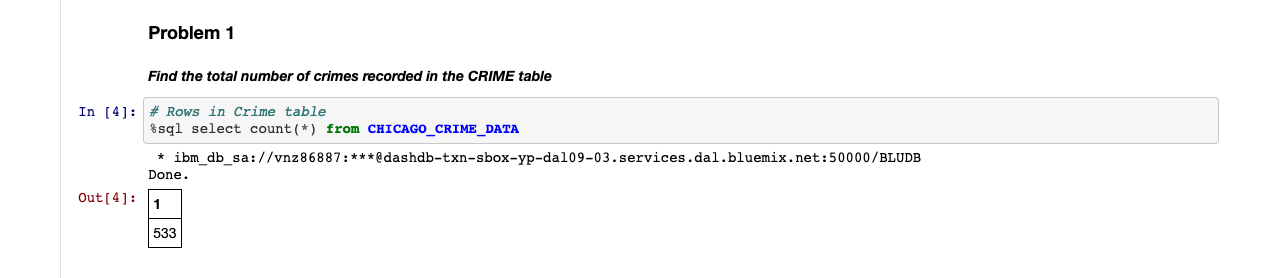 Problem 1
Find the total number of crimes recorded in the CRIME table
In [4]: # Rows in Crime table
%sql select count(*) from CHICAGO_CRIME_DATA
* ibm_db_sa://vnz86887:***@dashdb-txn-sbox-yp-dal09-03.services.dal.bluemix.net:50000/BLUDB
Done.
Out[4]: 1
533